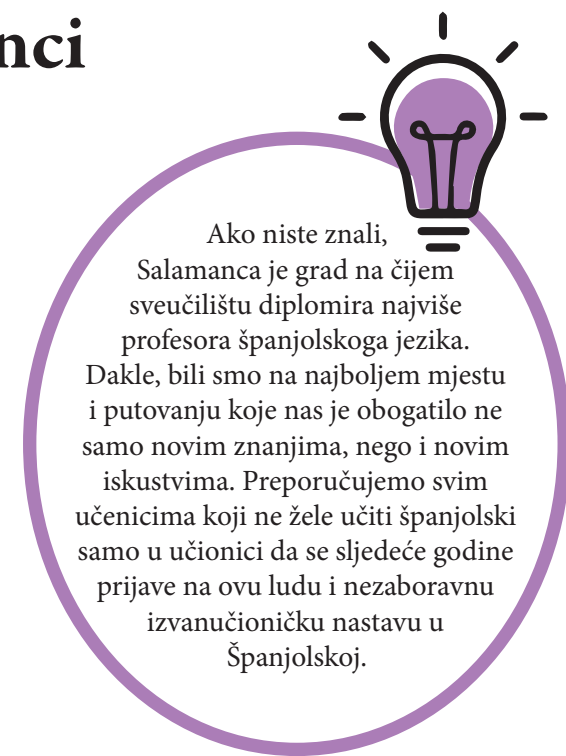 nci
Ako niste znali,
Salamanca je grad na čijem
sveučilištu diplomira najviše
profesora španjolskoga jezika.
Dakle, bili smo na najboljem mjestu
i putovanju koje nas je obogatilo ne
samo novim znanjima, nego i novim
iskustvima. Preporučujemo svim
učenicima koji ne žele učiti španjolski
samo u učionici da se sljedeće godine
prijave na ovu ludu i nezaboravnu
izvanučioničku nastavu u
Španjolskoj.